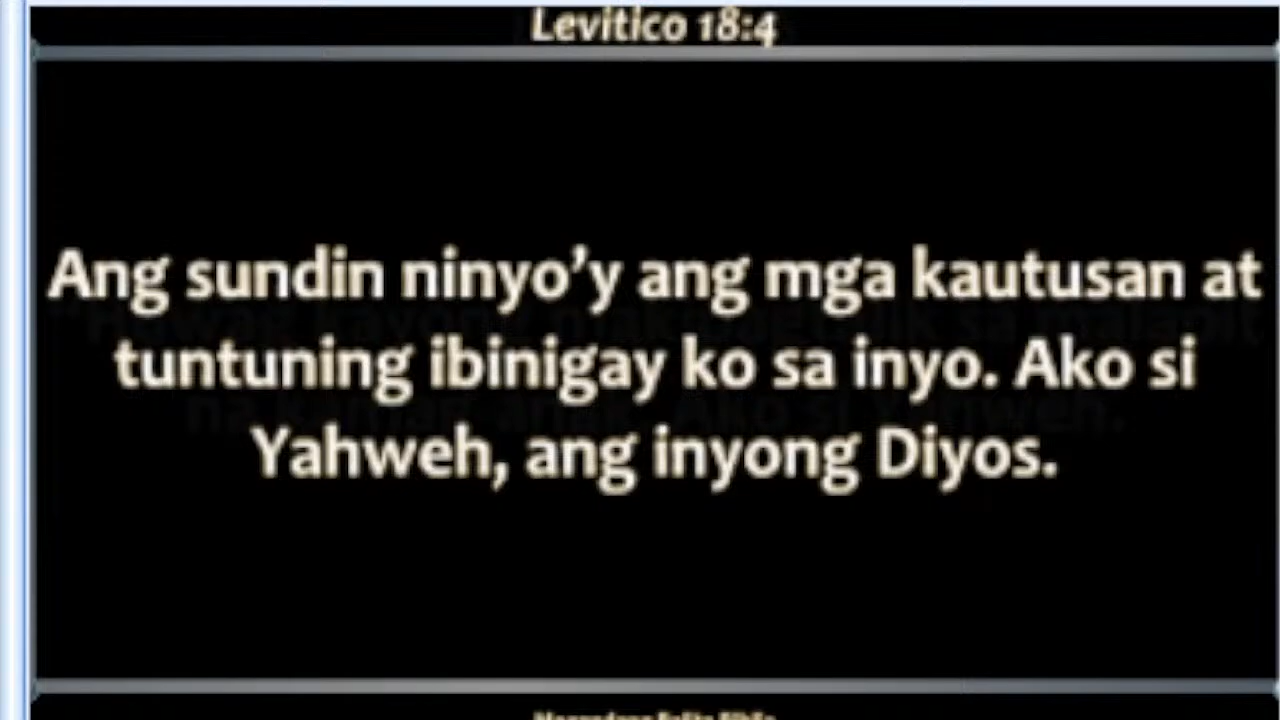 Levitico 18:4
Ang sundin ninyo’y ang mga kautusan at
tuntuning ibinigay ko sa inyo. Ako si
Yahweh, ang inyong Diyos.